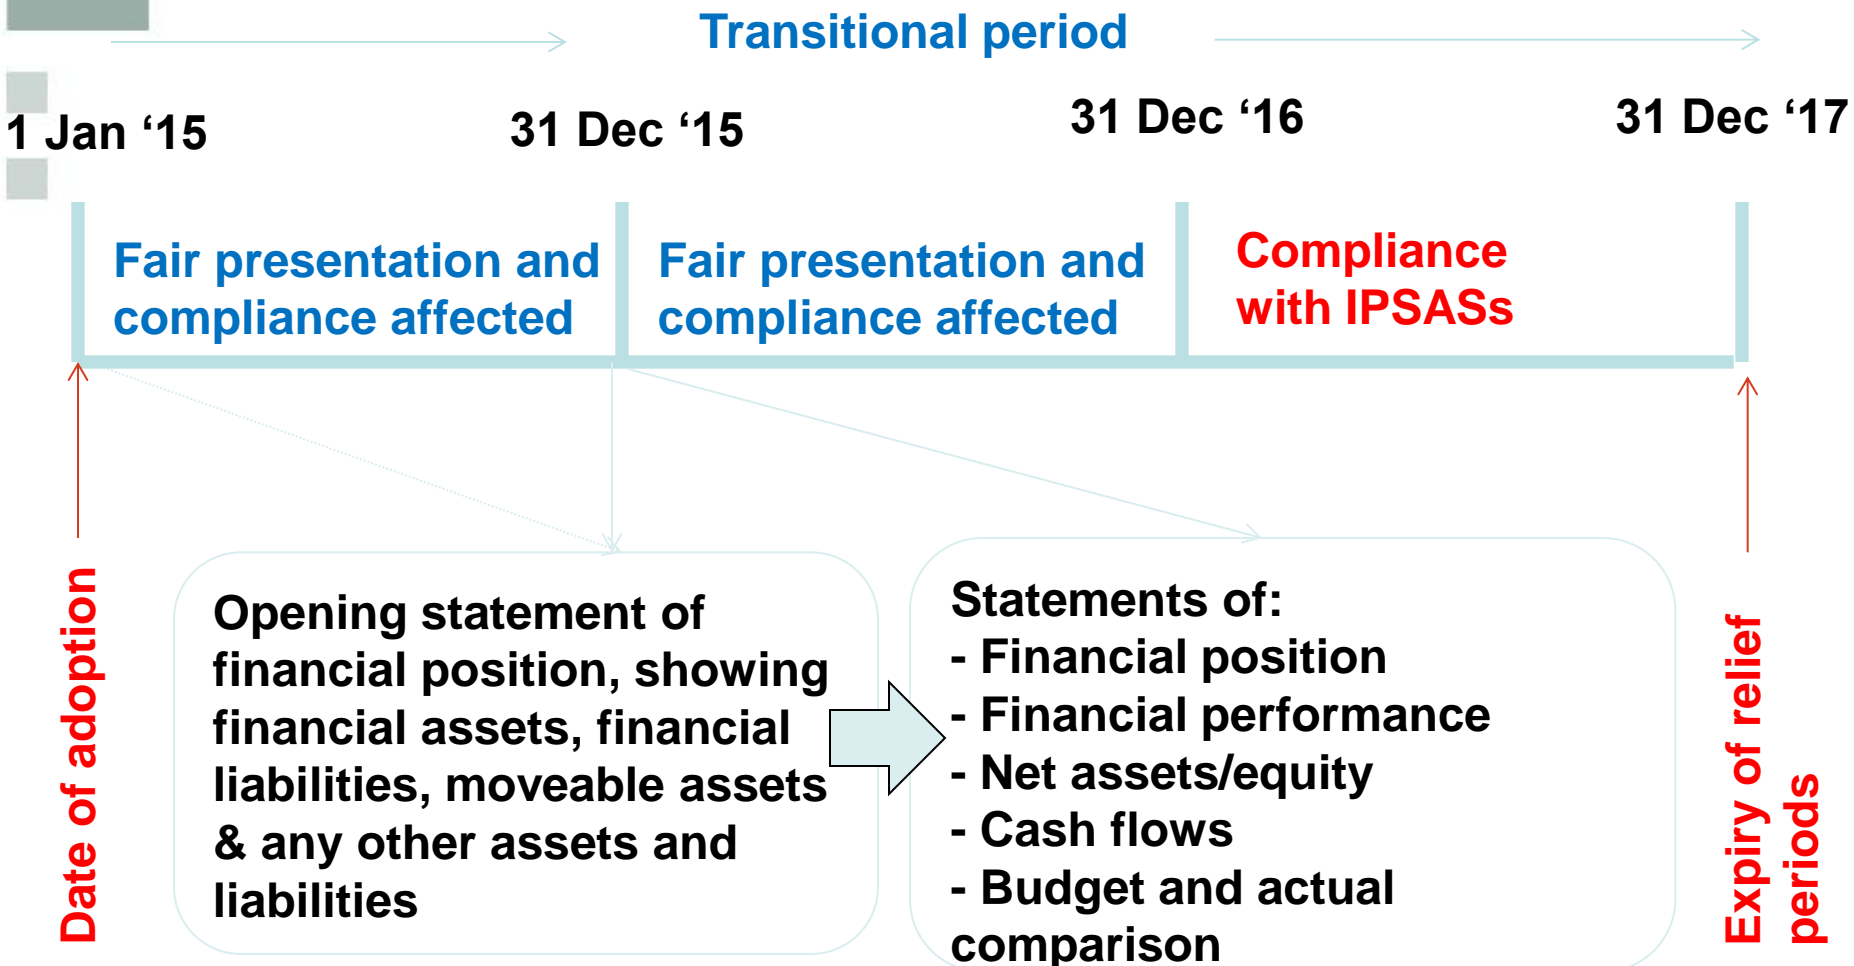 Transitional period
1 Jan ‘15
31 Dec ‘15
31 Dec ‘16
31 Dec ‘17
Fair presentation and
compliance affected
Fair presentation and
compliance affected
Compliance
with IPSASs
Date of adoption
Opening statement of
financial position, showing
financial assets, financial
liabilities, moveable assets
& any other assets and
liabilities
Statements of:
- Financial position
- Financial performance
- Net assets/equity
- Cash flows
- Budget and actual
comparison
Expiry of relief
periods